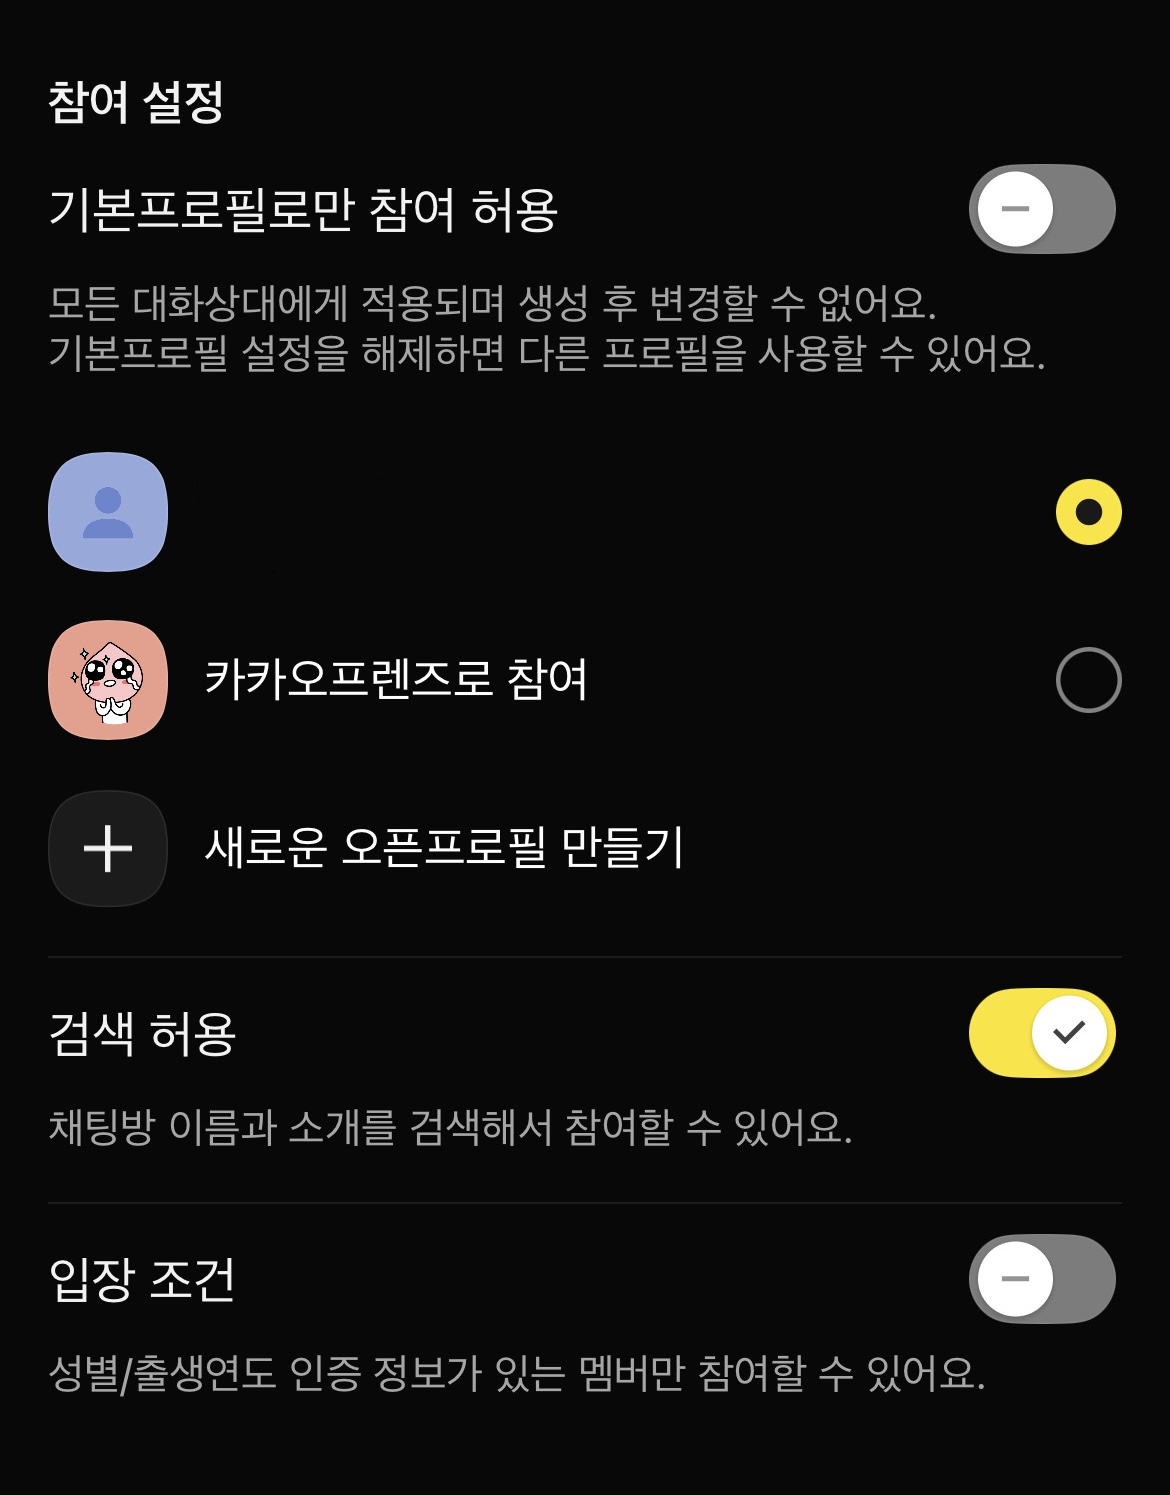 참여 설정
기본프로필로만 참여 허용
모든 대화상대에게 적용되며 생성 후 변경할 수 없어요.
기본프로필 설정을 해제하면 다른 프로필을 사용할 수 있어요.
카카오프렌즈로 참여
새로운 오픈프로필 만들기
검색 허용
채팅방 이름과 소개를 검색해서 참여할 수 있어요.
입장 조건
성별/출생연도 인증 정보가 있는 멤버만 참여할 수 있어요.